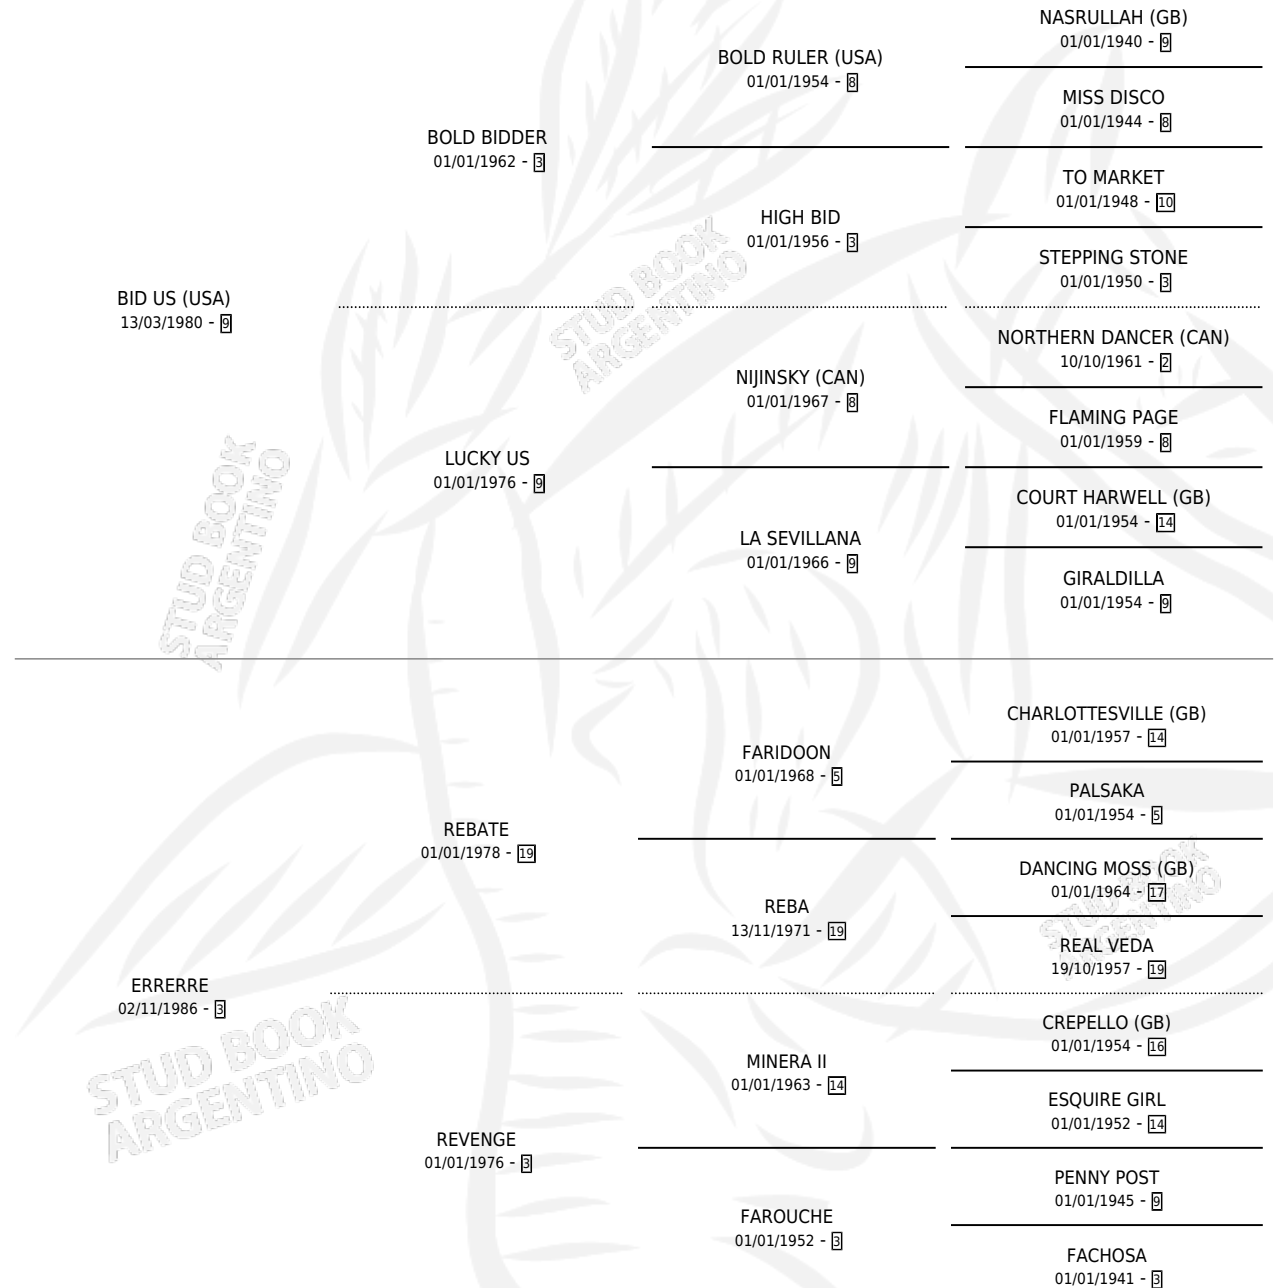 NASRULLAH (GB)
01/01/1940 - 9
BOLD RULER (USA)
01/01/1954 - 8
MISS DISCO
01/01/1944 - 8
BOLD BIDDER
01/01/1962 - 3
TO MARKET
01/01/1948 - 10
HIGH BID
01/01/1956 - 3
STEPPING STONE
01/01/1950 - 3
BID US (USA)
13/03/1980 - 9
NORTHERN DANCER (CAN)
10/10/1961 - 2
NIJINSKY (CAN)
01/01/1967 - 8
FLAMING PAGE
01/01/1959 - 8
LUCKY US
01/01/1976 - 9
COURT HARWELL (GB)
01/01/1954 - 14
LA SEVILLANA
01/01/1966 - 9
GIRALDILLA
01/01/1954 - 9
CHARLOTTESVILLE (GB)
01/01/1957 - 14
FARIDOON
01/01/1968 - 5
PALSAKA
01/01/1954 - 5
REBATE
01/01/1978 - 19
DANCING MOSS (GB)
01/01/1964 - 17
REBA
13/11/1971 - 19
REAL VEDA
19/10/1957 - 19
ERRERRE
02/11/1986 - 3
CREPELLO (GB)
01/01/1954 - 16
MINERA II
01/01/1963 - 14
ESQUIRE GIRL
01/01/1952 - 14
REVENGE
01/01/1976 - 3
PENNY POST
01/01/1945 - 9
FAROUCHE
01/01/1952 - 3
FACHOSA
01/01/1941 - 3
STUD BOOK
ARGENTINO
STUD BOOK
ARGENTINO
STUD BOOK
ARGENTINO
STUD BOOK
ARGENTINO